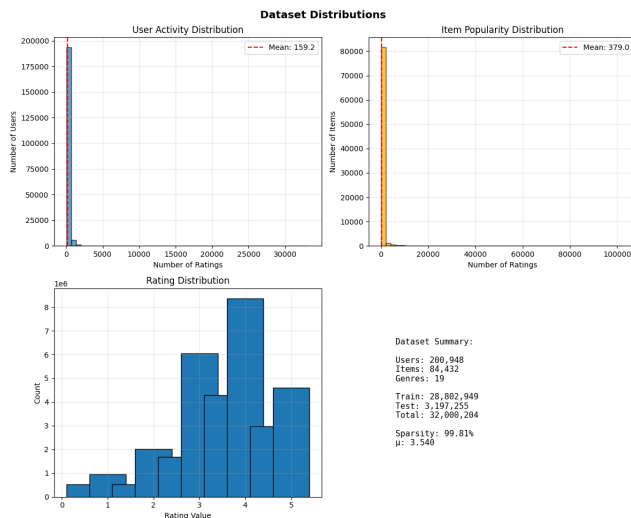 Dataset Distributions
User Activity Distribution
200000
175000
150000
125000
100000
75000
50000
25000
0
Number of Users
Mean: 159.2
0 5000 10000 15000 20000 25000 30000
Number of Ratings
Item Popularity Distribution
80000
70000
60000
50000
40000
30000
20000
10000
0
Number of Items
Mean: 379.0
0 20000 40000 60000 80000 100000
Number of Ratings
Rating Distribution
1e6
8
7
6
5
4
3
2
1
0
Count
0 1 2 3 4 5
Rating Value
Dataset Summary:
Users: 200,948
Items: 84,432
Genres: 19
Train: 28,802,949
Test: 3,197,255
Total: 32,000,204
Sparsity: 99.81%
μ: 3.540